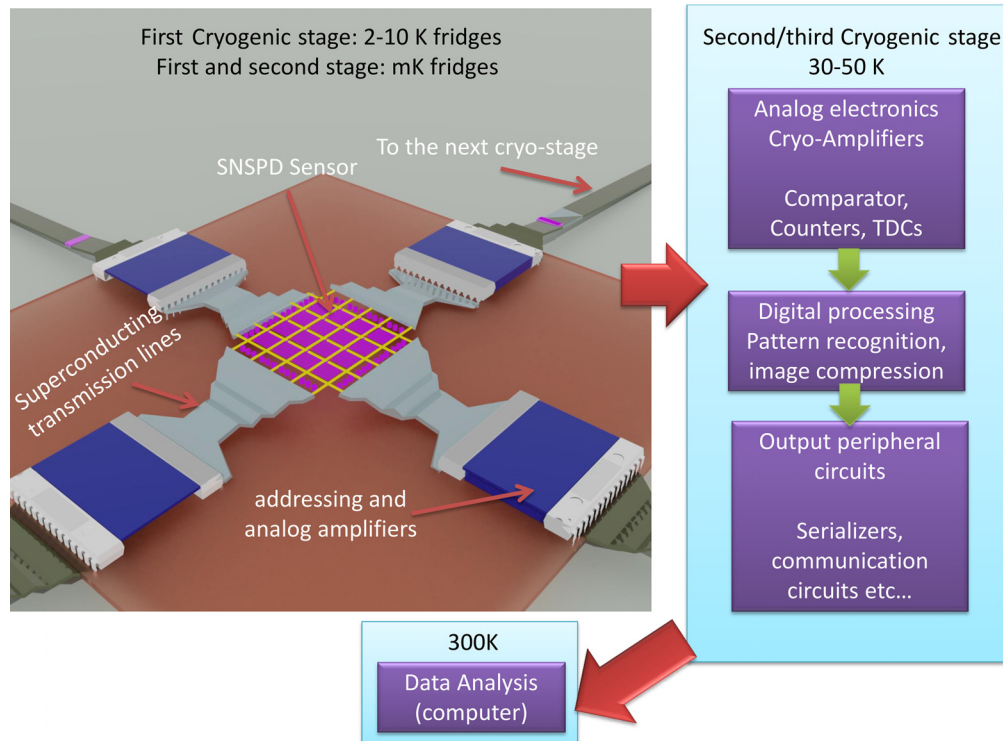 First Cryogenic stage: 2-10 K fridges
First and second stage: mK fridges
SNSPD Sensor
To the next cryo-stage
Superconducting
transmission lines
addressing and
analog amplifiers
Second/third Cryogenic stage
30-50 K
Analog electronics
Cryo-Amplifiers
Comparator,
Counters, TDCs
Digital processing
Pattern recognition,
image compression
Output peripheral
circuits
Serializers,
communication
circuits etc...
300K
Data Analysis
(computer)